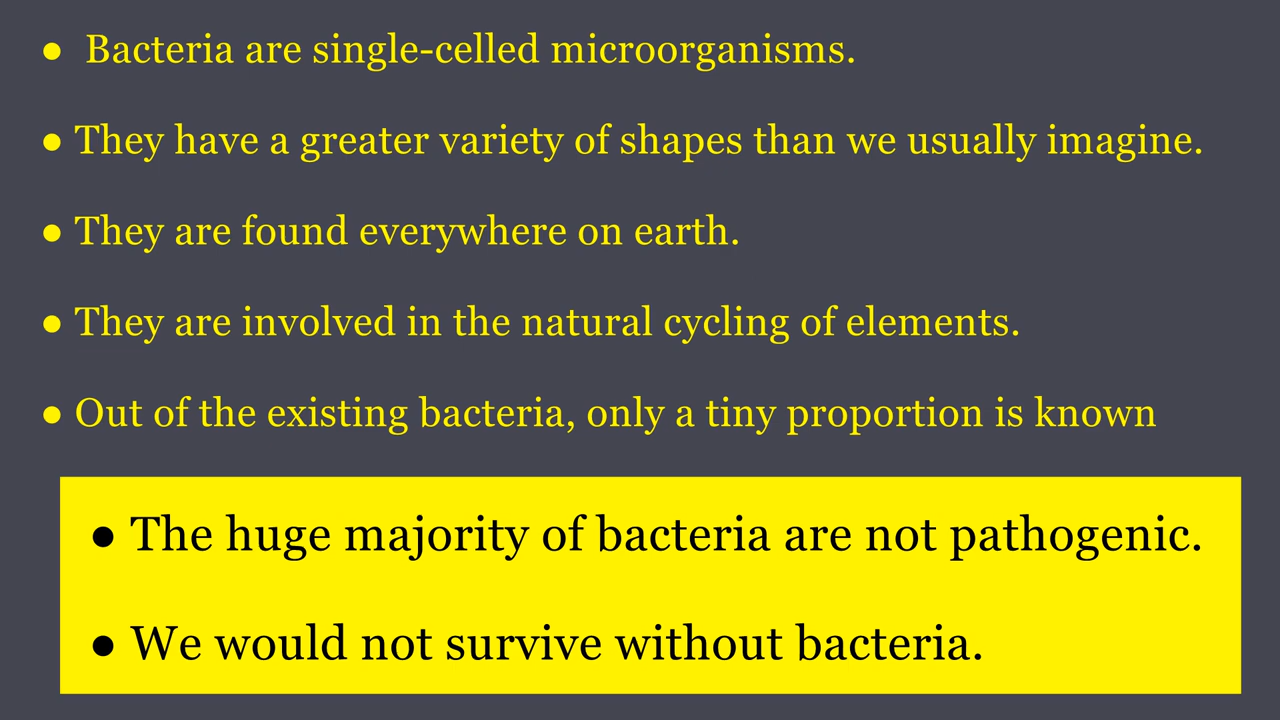 ● Bacteria are single-celled microorganisms.
● They have a greater variety of shapes than we usually imagine.
● They are found everywhere on earth.
● They are involved in the natural cycling of elements.
● Out of the existing bacteria, only a tiny proportion is known
● The huge majority of bacteria are not pathogenic.
● We would not survive without bacteria.